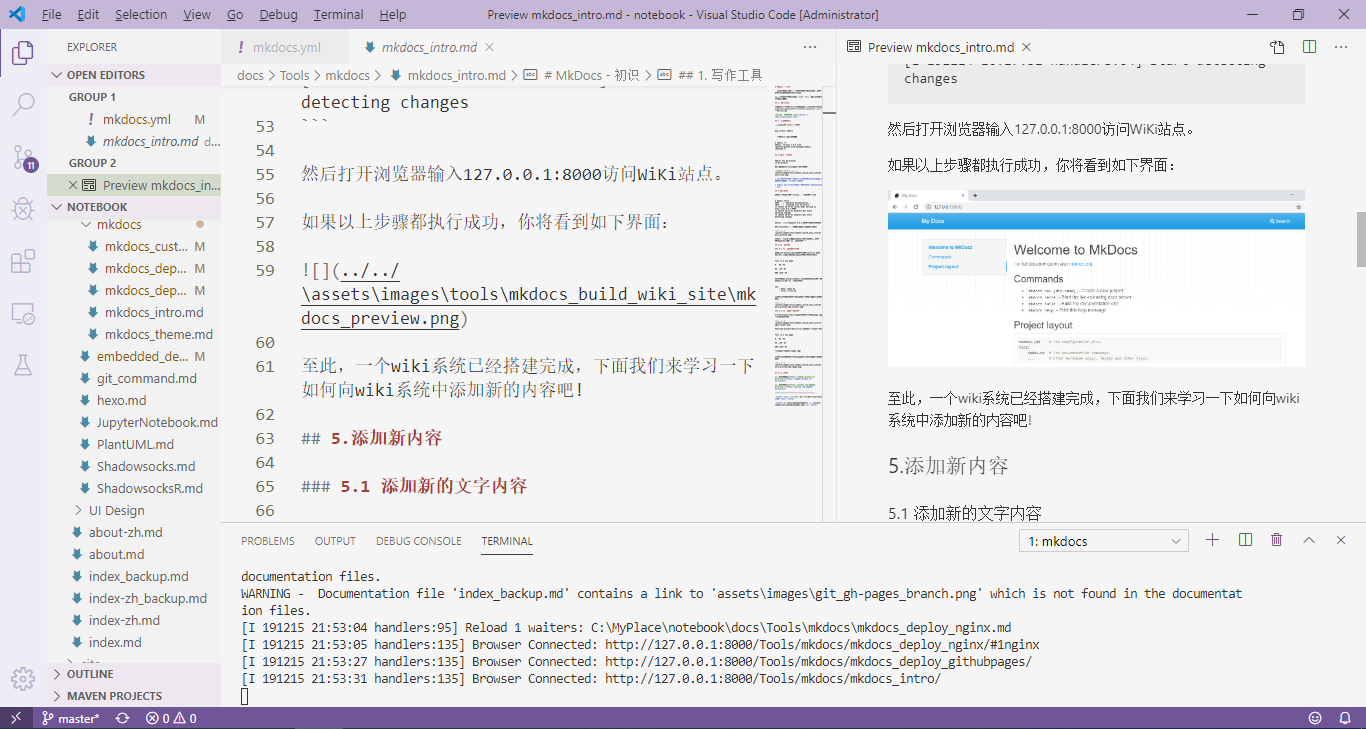 File Edit Selection View Go Debug Terminal Help
Preview mkdocs_intro.md - notebook - Visual Studio Code [Administrator]
EXPLORER
OPEN EDITORS
GROUP 1
mkdocs.yml M
mkdocs_intro.md d...
GROUP 2
Preview mkdocs_in...
NOTEBOOK
mkdocs
mkdocs_cust... M
mkdocs_dep... M
mkdocs_dep... M
mkdocs_intro.md
mkdocs_theme.md
embedded_de... M
git_command.md
hexo.md
JupyterNotebook.md
PlantUML.md
Shadowsocks.md
ShadowsocksR.md
UI Design
about-zh.md
about.md
index_backup.md
index-zh_backup.md
index-zh.md
index.md
OUTLINE
MAVEN PROJECTS
11
mkdocs.yml
mkdocs_intro.md
docs > Tools > mkdocs > mkdocs_intro.md > # MkDocs - 初识 > ## 1. 写作工具
detecting changes
53 ```
54
55 然后打开浏览器输入127.0.0.1:8000访问WiKi站点。
56
57 如果以上步骤都执行成功，你将看到如下界面：
58
59 ![](../../
\assets\images\tools\mkdocs_build_wiki_site\mk
docs_preview.png)
60
61 至此，一个wiki系统已经搭建完成，下面我们来学习一下
如何向wiki系统中添加新的内容吧！
62
63 ## 5.添加新内容
64
65 ### 5.1 添加新的文字内容
66
Preview mkdocs_intro.md
changes
然后打开浏览器输入127.0.0.1:8000访问WiKi站点。
如果以上步骤都执行成功，你将看到如下界面：
My Docs
127.0.0.1:8000
My Docs
Search
Welcome to MkDocs
Commands
Project layout
Welcome to MkDocs
Commands
Project layout
至此，一个wiki系统已经搭建完成，下面我们来学习一下如何向wiki
系统中添加新的内容吧！
5.添加新内容
5.1 添加新的文字内容
PROBLEMS OUTPUT DEBUG CONSOLE TERMINAL
1: mkdocs
documentation files.
WARNING -  Documentation file 'index_backup.md' contains a link to 'assets\images\git_gh-pages_branch.png' which is not found in the documentat
ion files.
[I 191215 21:53:04 handlers:95] Reload 1 waiters: C:\MyPlace\notebook\docs\Tools\mkdocs\mkdocs_deploy_nginx.md
[I 191215 21:53:05 handlers:135] Browser Connected: http://127.0.0.1:8000/Tools/mkdocs/mkdocs_deploy_nginx/#1nginx
[I 191215 21:53:27 handlers:135] Browser Connected: http://127.0.0.1:8000/Tools/mkdocs/mkdocs_deploy_githubpages/
[I 191215 21:53:31 handlers:135] Browser Connected: http://127.0.0.1:8000/Tools/mkdocs/mkdocs_intro/
master*
0
0